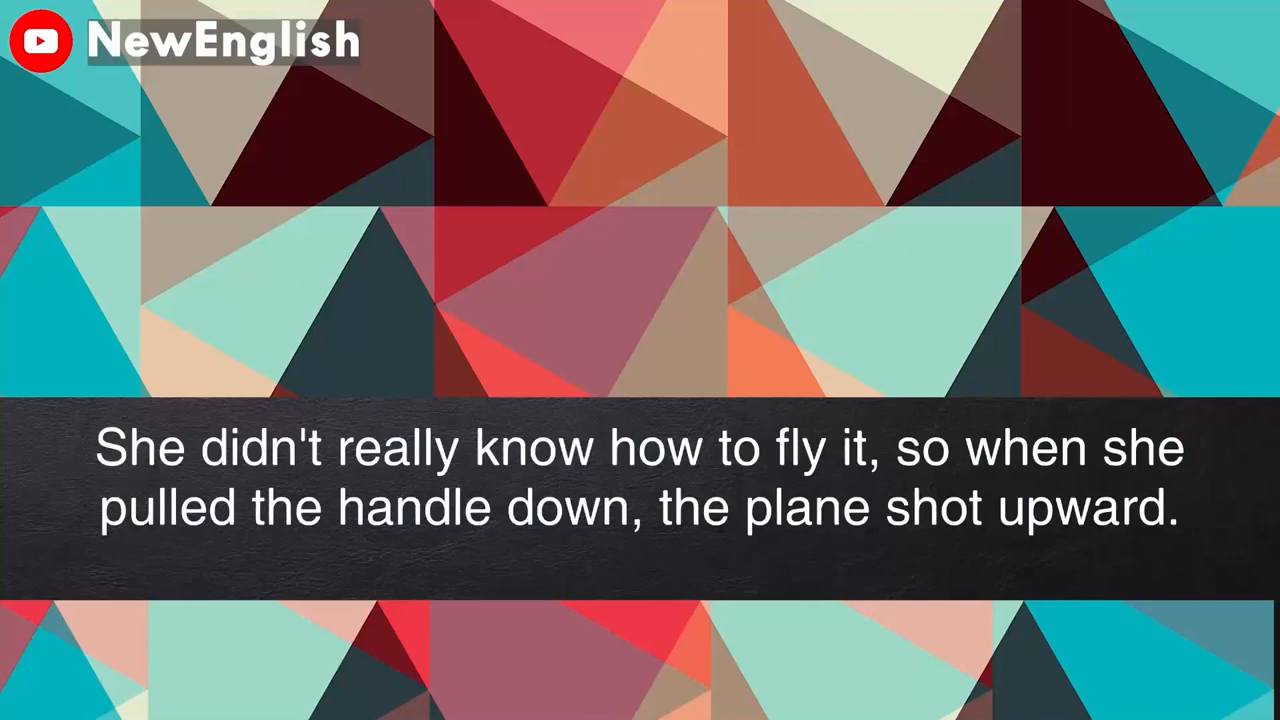 NewEnglish
She didn't really know how to fly it, so when she
pulled the handle down, the plane shot upward.